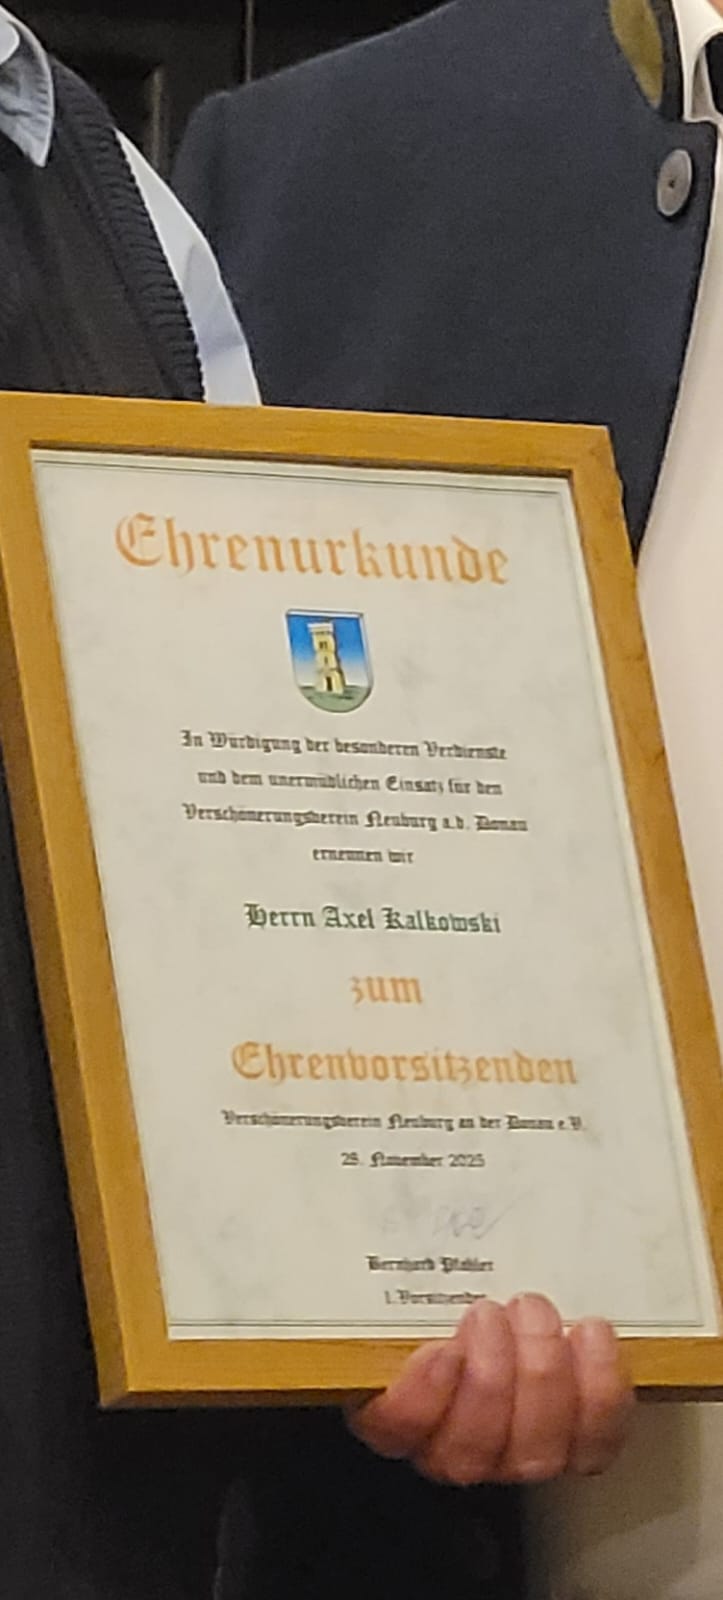 Ehrenurkunde
In Würdigung der besonderen Verdienste
und dem unermüdlichen Einsatz für den
Verschönerungsverein Neuburg a.d. Donau
ernennen wir
Herrn Axel Kalkowski
zum
Ehrenvorsitzenden
Verschönerungsverein Neuburg an der Donau e.V.
28. November 2025
Bernhard Pfahler
1. Vorsitzender